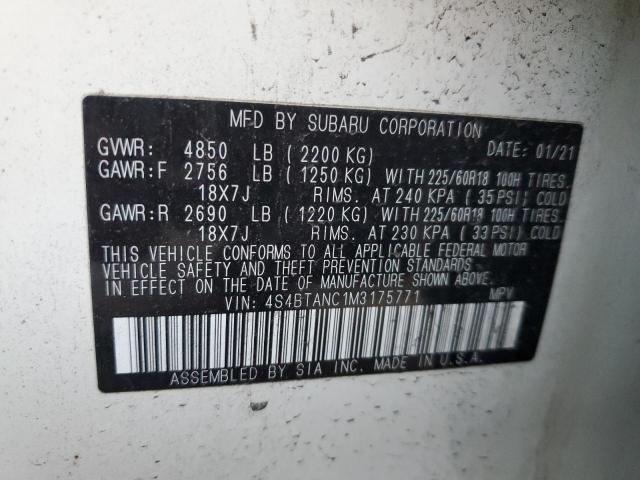 MFD BY SUBARU CORPORATION DATE: 01/21
GVWR: 4850 LB ( 2200 KG)
GAWR:F 2756 LB ( 1250 KG) WITH 225/60R18 100H TIRES.
18X7J RIMS. AT 240 KPA ( 35 PSI) COLD
GAWR:R 2690 LB ( 1220 KG) WITH 225/60R18 100H TIRES.
18X7J RIMS. AT 230 KPA ( 33 PSI) COLD
THIS VEHICLE CONFORMS TO ALL APPLICABLE FEDERAL MOTOR
VEHICLE SAFETY AND THEFT PREVENTION STANDARDS
IN EFFECT ON THE DATE OF MANUFACTURE SHOWN ABOVE.
VIN: 4S4BTANC1M3175771 MPV
ASSEMBLED BY SIA INC. MADE IN U.S.A.